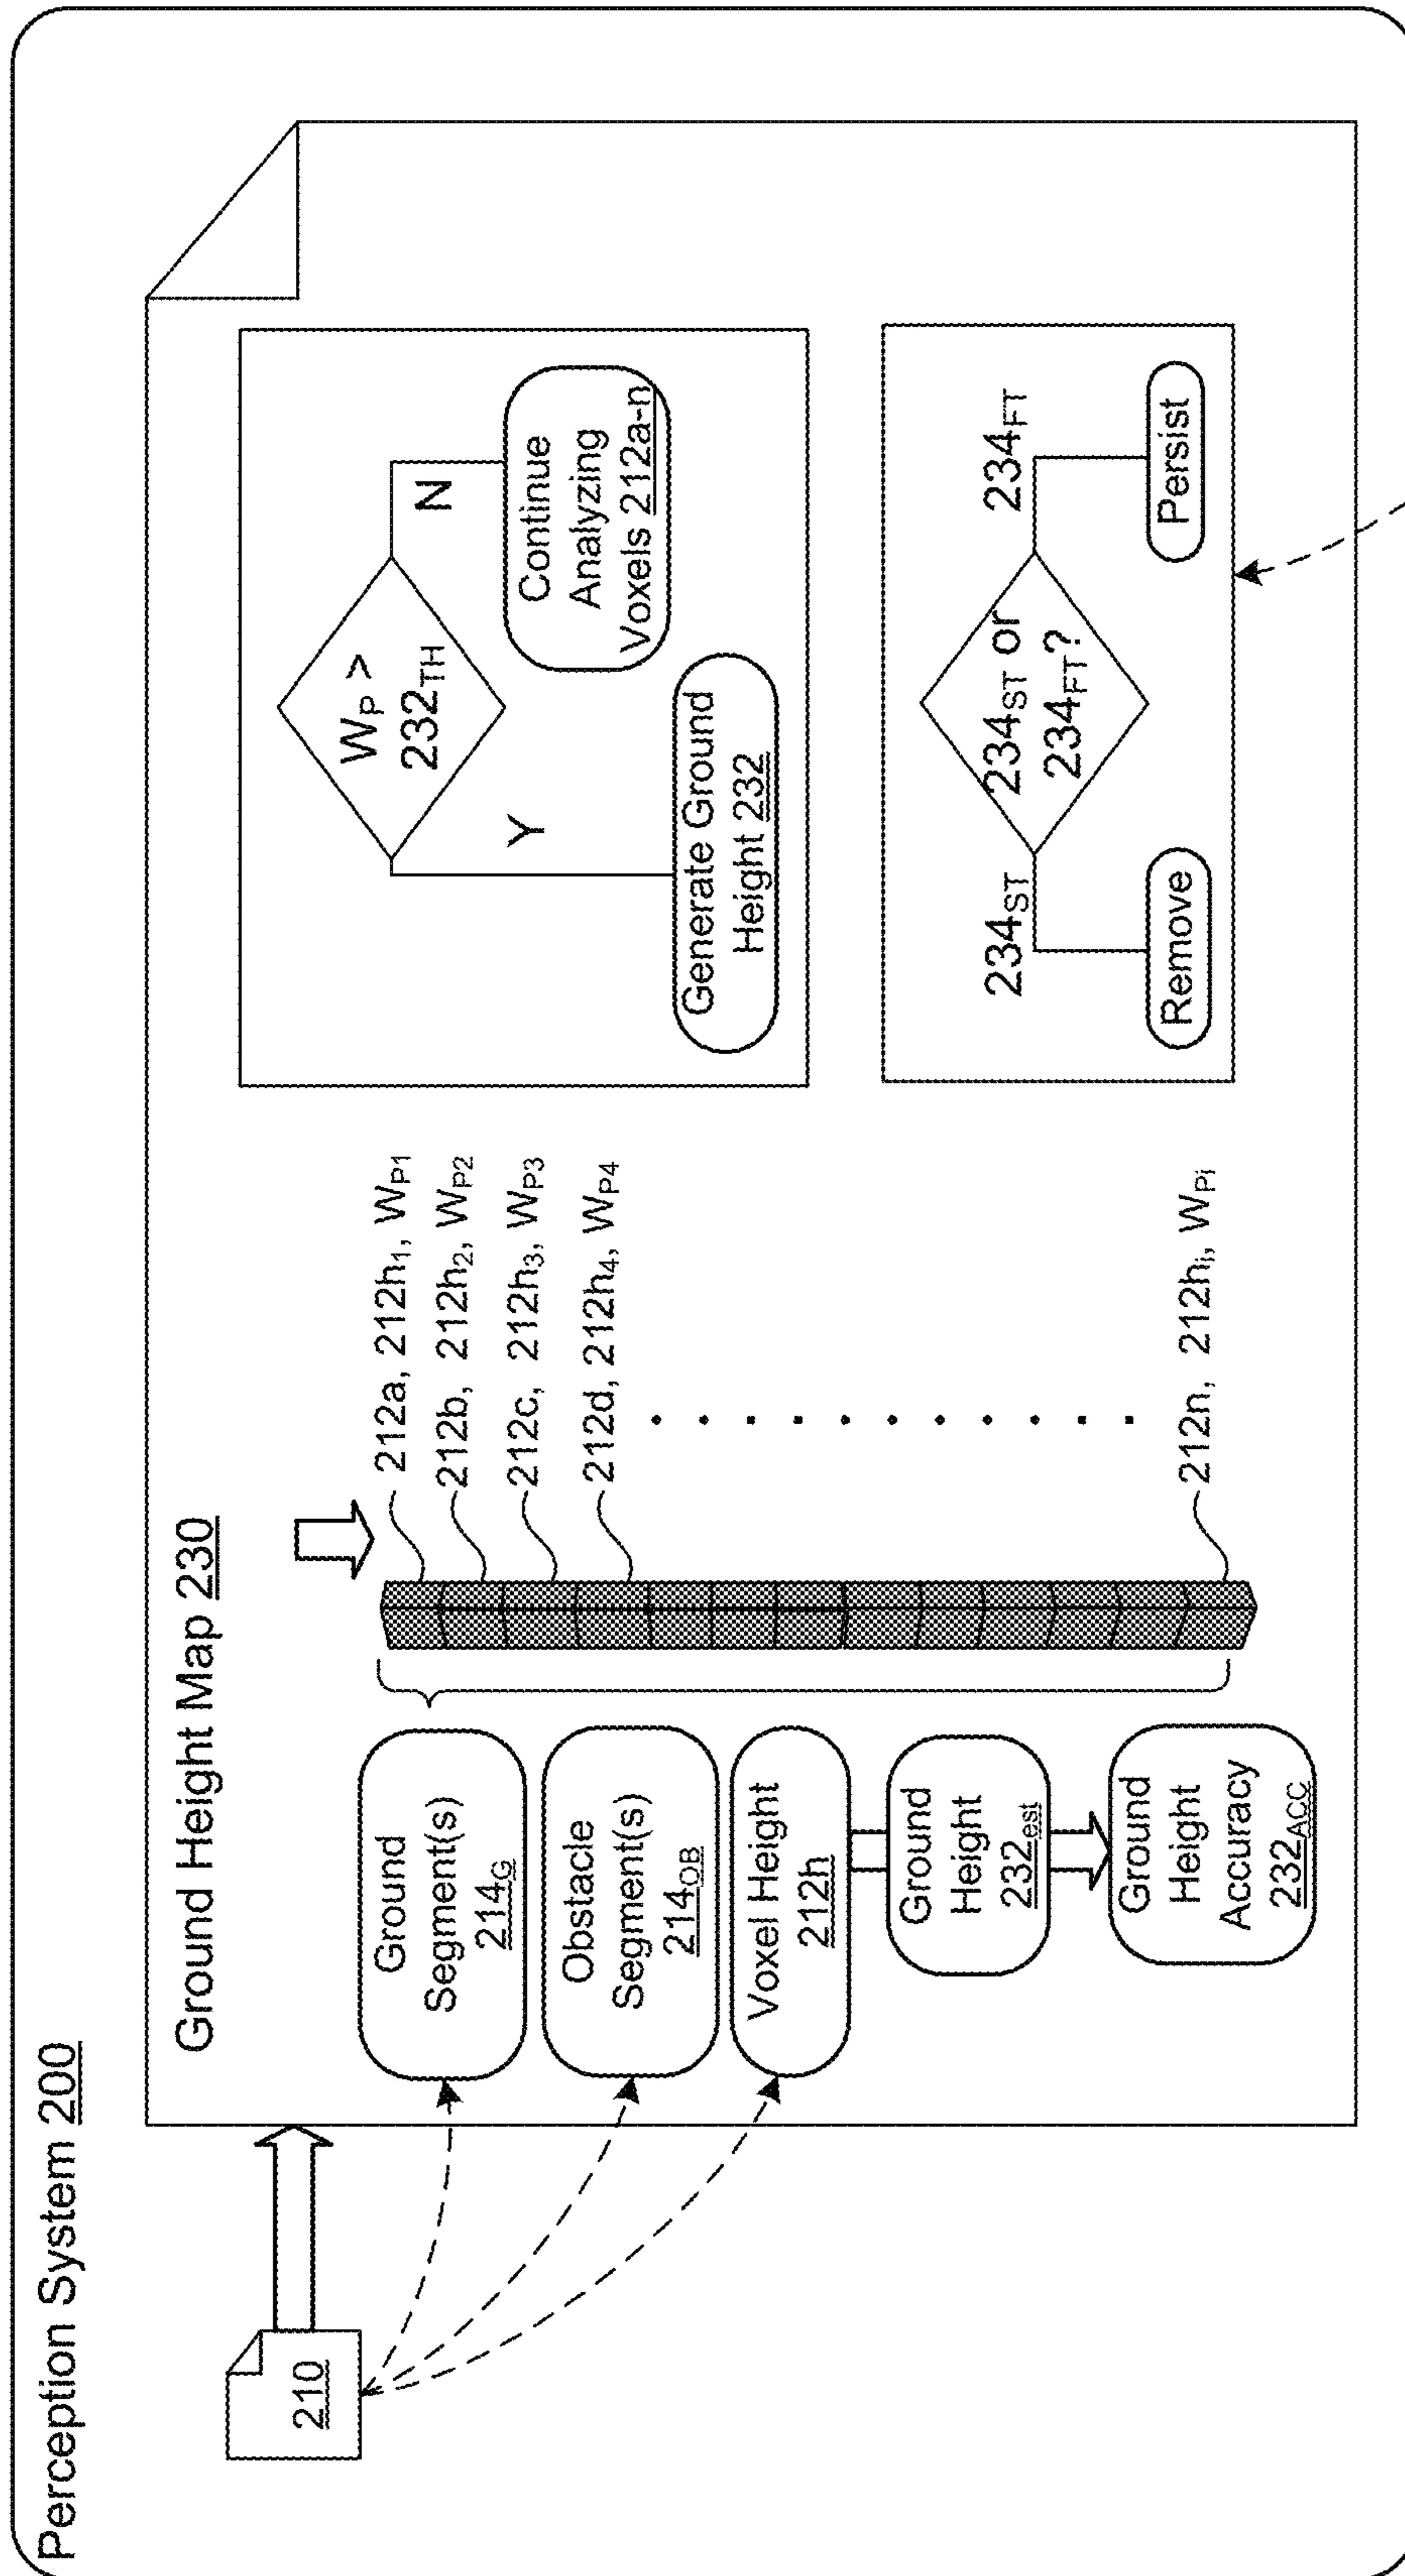 Perception System 200
210
Ground Height Map 230
Ground
Segment(s)
214G
Obstacle
Segment(s)
214OB
Voxel Height
212h
Ground
Height
232est
Ground
Height
Accuracy
232ACC
212a, 212h1, WP1
212b, 212h2, WP2
212c, 212h3, WP3
212d, 212h4, WP4
212n, 212hi, WPi
WP >
232TH
Y
N
Generate Ground
Height 232
Continue
Analyzing
Voxels 212a-n
234ST or
234FT?
234ST
234FT
Remove
Persist